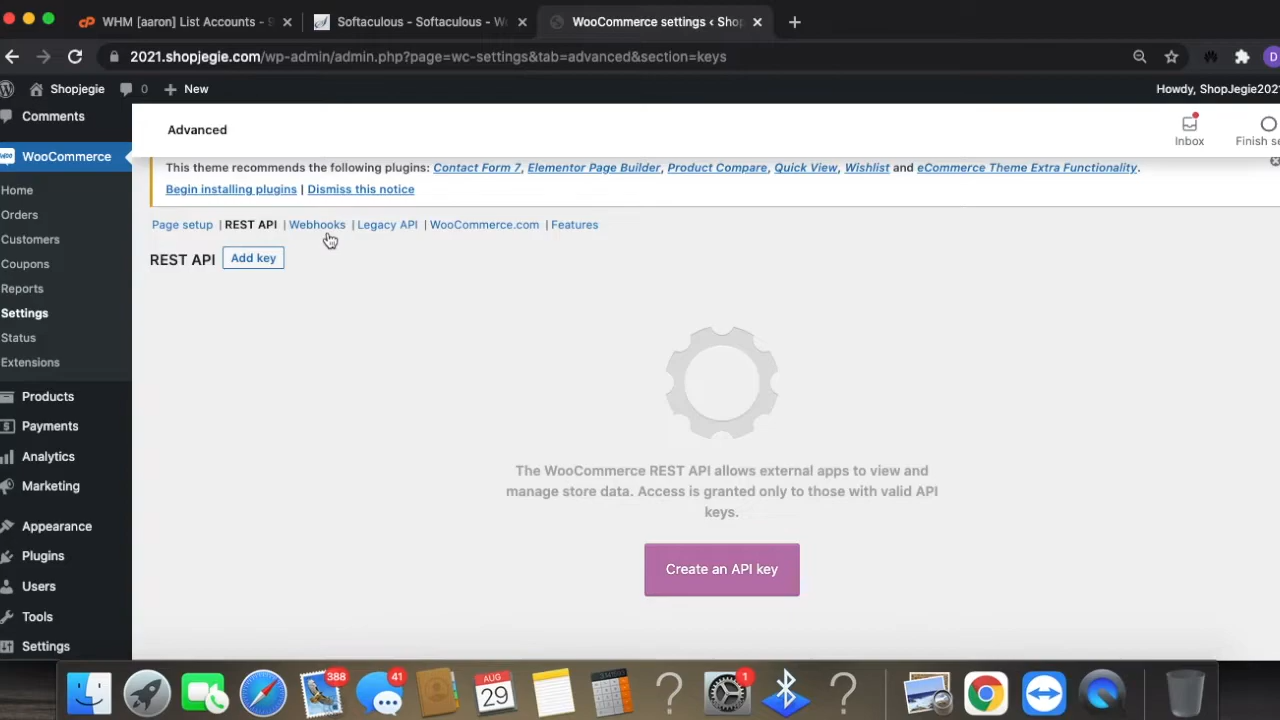 WHM [aaron] List Accounts - S
Softaculous - Softaculous - We
WooCommerce settings ‹ Shop
2021.shopjegie.com/wp-admin/admin.php?page=wc-settings&tab=advanced&section=keys
D
Shopjegie
0
New
Howdy, ShopJegie2021
Comments
WooCommerce
Home
Orders
Customers
Coupons
Reports
Settings
Status
Extensions
Products
Payments
Analytics
Marketing
Appearance
Plugins
Users
Tools
Settings
Advanced
Inbox
Finish se
This theme recommends the following plugins: Contact Form 7, Elementor Page Builder, Product Compare, Quick View, Wishlist and eCommerce Theme Extra Functionality.
Begin installing plugins | Dismiss this notice
Page setup | REST API | Webhooks | Legacy API | WooCommerce.com | Features
REST API
Add key
The WooCommerce REST API allows external apps to view and
manage store data. Access is granted only to those with valid API
keys.
Create an API key
388
41
AUG
29
1